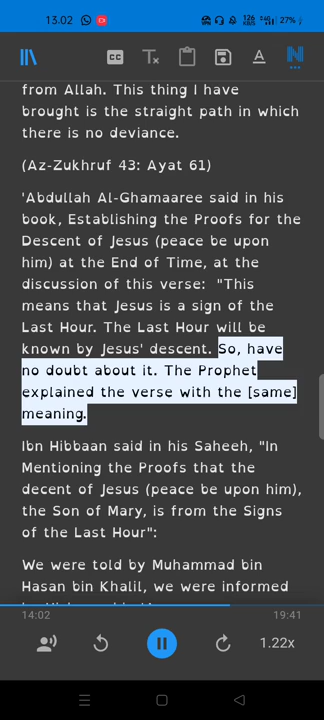 13.02
126
KB/S
4G
27%
CC
T
A
N
from Allah. This thing I have
brought is the straight path in which
there is no deviance.
(Az-Zukhruf 43: Ayat 61)
'Abdullah Al-Ghamaaree said in his
book, Establishing the Proofs for the
Descent of Jesus (peace be upon
him) at the End of Time, at the
discussion of this verse:  "This
means that Jesus is a sign of the
Last Hour. The Last Hour will be
known by Jesus' descent. So, have
no doubt about it. The Prophet
explained the verse with the [same]
meaning.
Ibn Hibbaan said in his Saheeh, "In
Mentioning the Proofs that the
decent of Jesus (peace be upon him),
the Son of Mary, is from the Signs
of the Last Hour":
We were told by Muhammad bin
Hasan bin Khalil, we were informed
14:02
19:41
1.22x